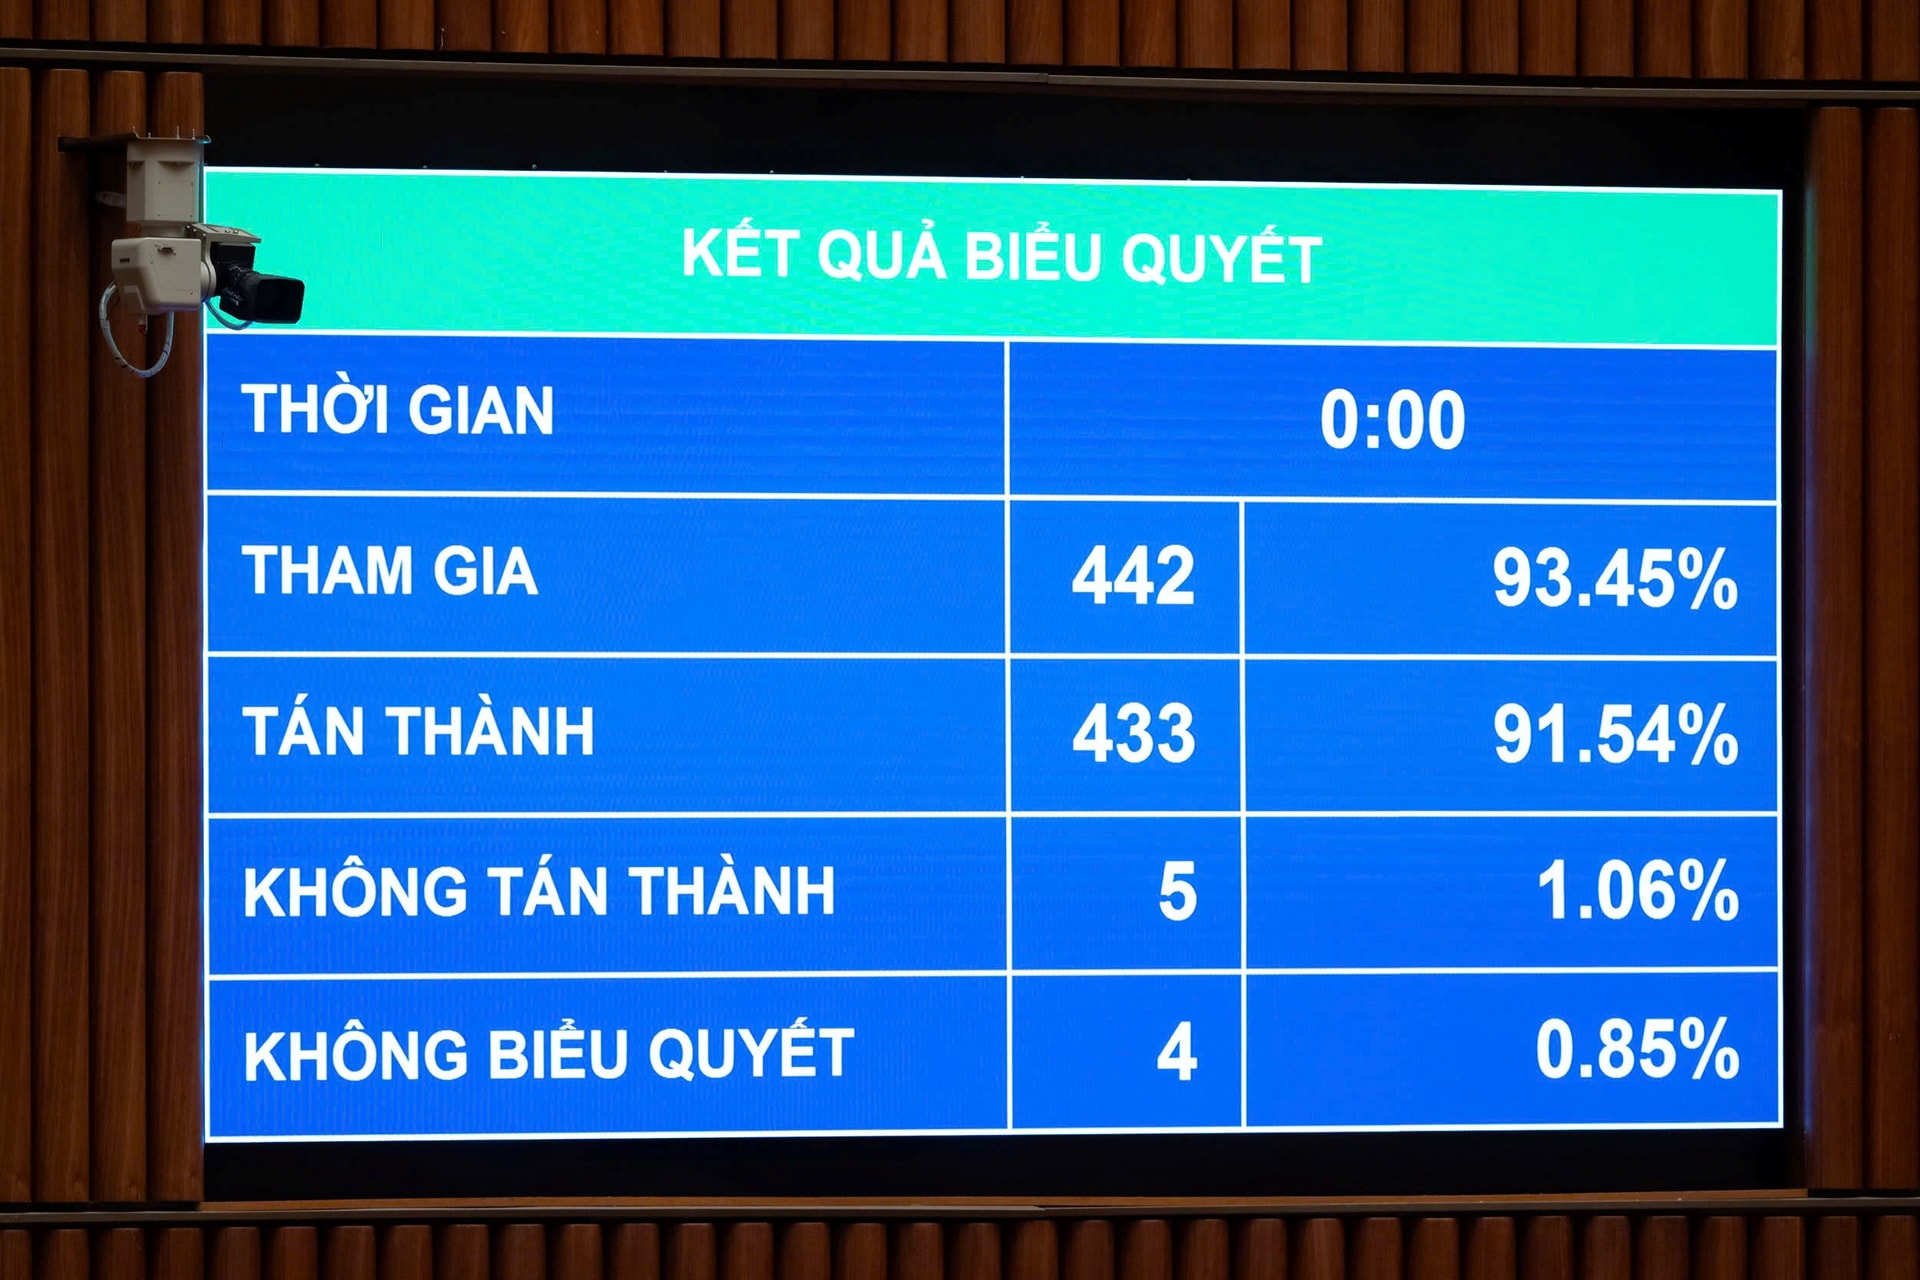 KẾT QUẢ BIỂU QUYẾT
THỜI GIAN 0:00
THAM GIA 442 93.45%
TÁN THÀNH 433 91.54%
KHÔNG TÁN THÀNH 5 1.06%
KHÔNG BIỂU QUYẾT 4 0.85%